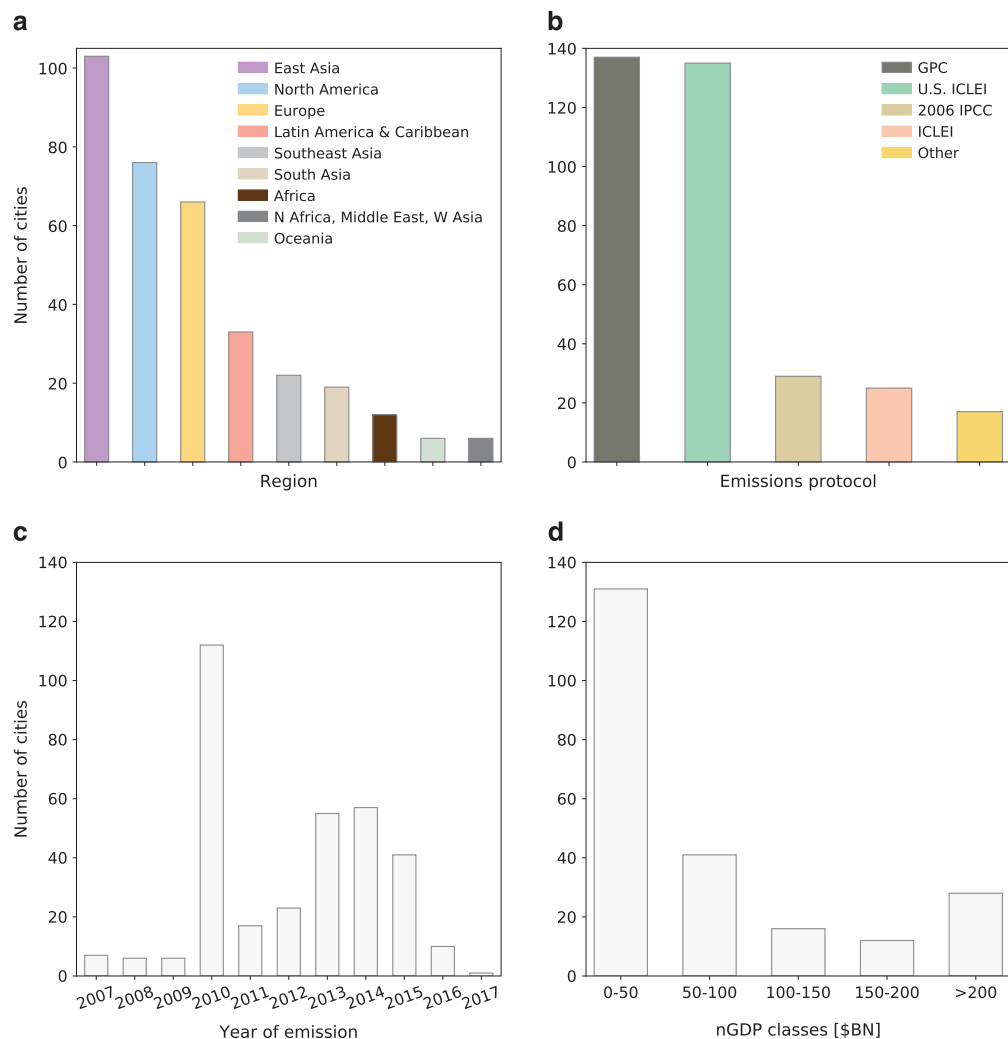 a
100
80
60
40
20
0
Number of cities
East Asia
North America
Europe
Latin America & Caribbean
Southeast Asia
South Asia
Africa
N Africa, Middle East, W Asia
Oceania
Region
b
140
120
100
80
60
40
20
0
GPC
U.S. ICLEI
2006 IPCC
ICLEI
Other
Emissions protocol
c
140
120
100
80
60
40
20
0
Number of cities
2007 2008 2009 2010 2011 2012 2013 2014 2015 2016 2017
Year of emission
d
140
120
100
80
60
40
20
0
0-50 50-100 100-150 150-200 >200
nGDP classes [$BN]